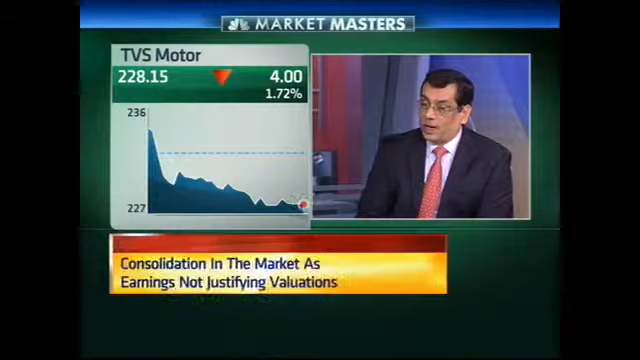 MARKET MASTERS
TVS Motor
228.15 4.00
1.72%
236
227
Consolidation In The Market As
Earnings Not Justifying Valuations